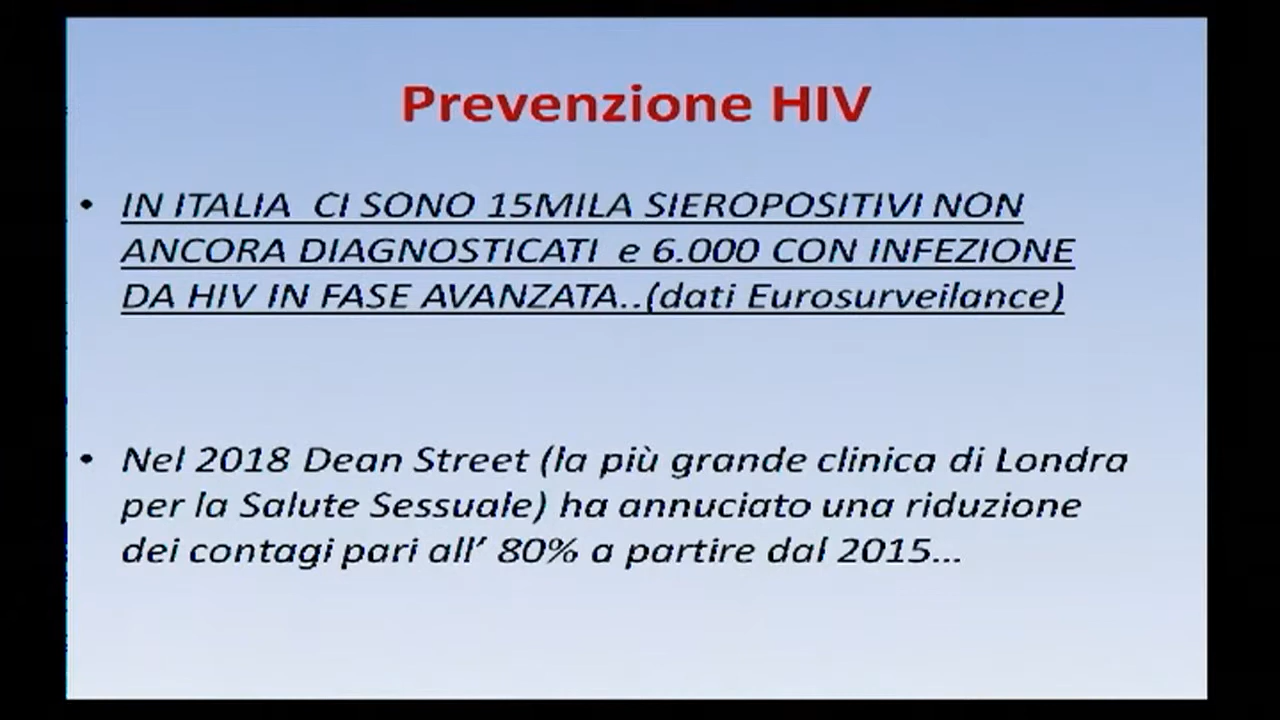 Prevenzione HIV
• IN ITALIA CI SONO 15MILA SIEROPOSITIVI NON
ANCORA DIAGNOSTICATI e 6.000 CON INFEZIONE
DA HIV IN FASE AVANZATA..(dati Eurosurveilance)
• Nel 2018 Dean Street (la più grande clinica di Londra
per la Salute Sessuale) ha annuciato una riduzione
dei contagi pari all’ 80% a partire dal 2015...